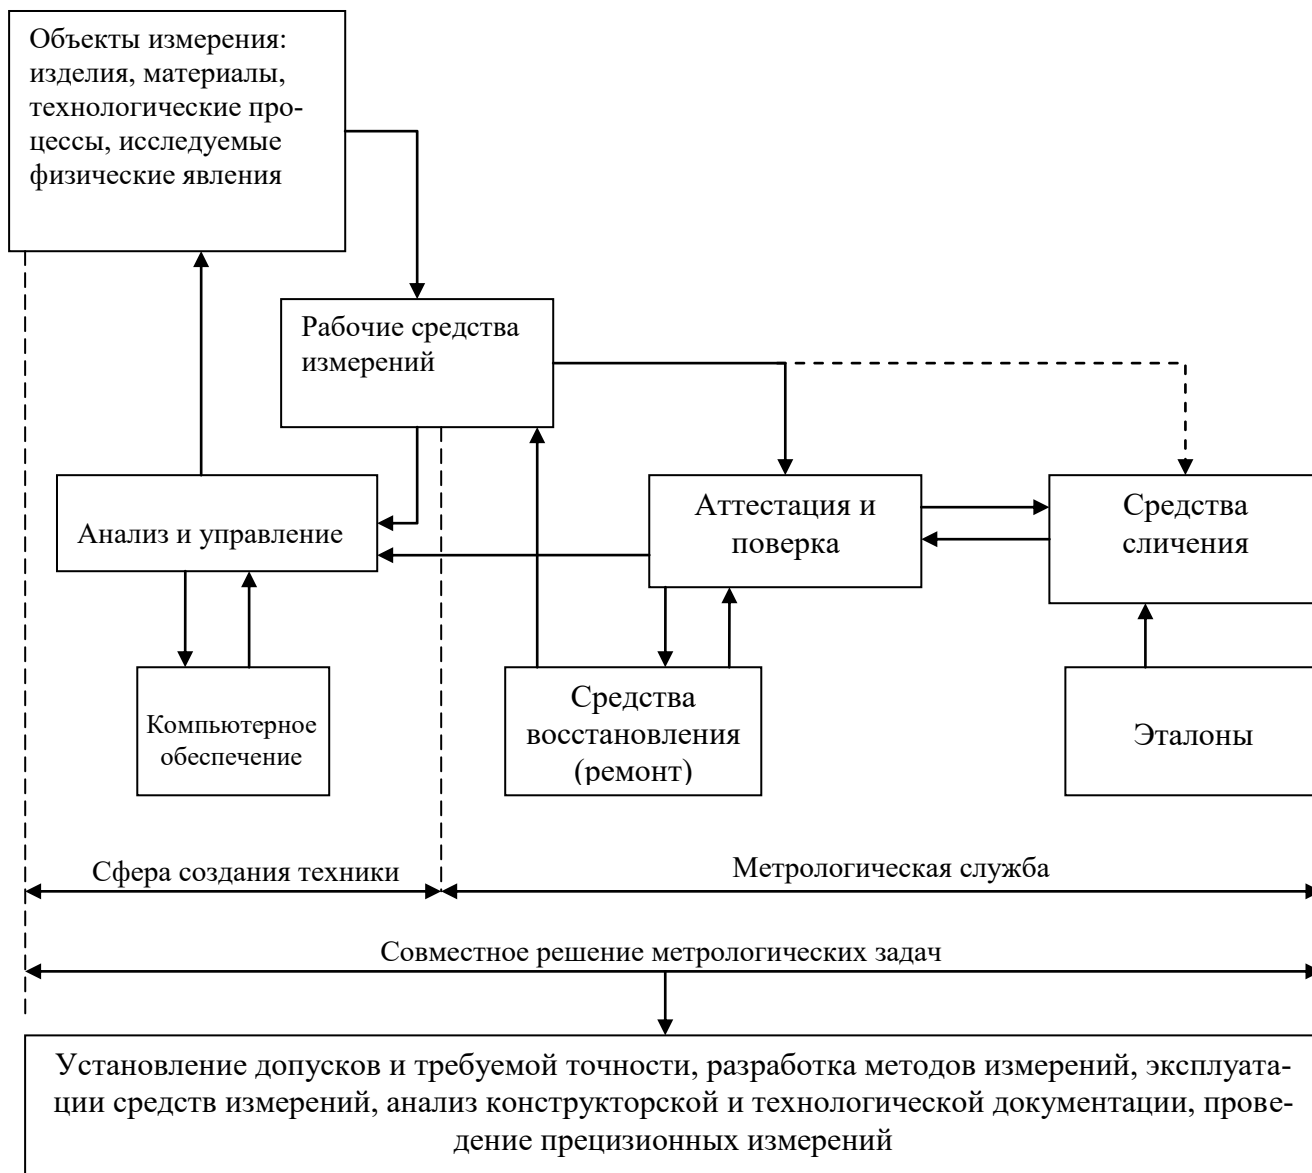 Объекты измерения:
изделия, материалы,
технологические про-
цессы, исследуемые
физические явления
Рабочие средства
измерений
Анализ и управление
Аттестация и
поверка
Средства
сличения
Компьютерное
обеспечение
Средства
восстановления
(ремонт)
Эталоны
Сфера создания техники
Метрологическая служба
Совместное решение метрологических задач
Установление допусков и требуемой точности, разработка методов измерений, эксплуата-
ции средств измерений, анализ конструкторской и технологической документации, прове-
дение прецизионных измерений